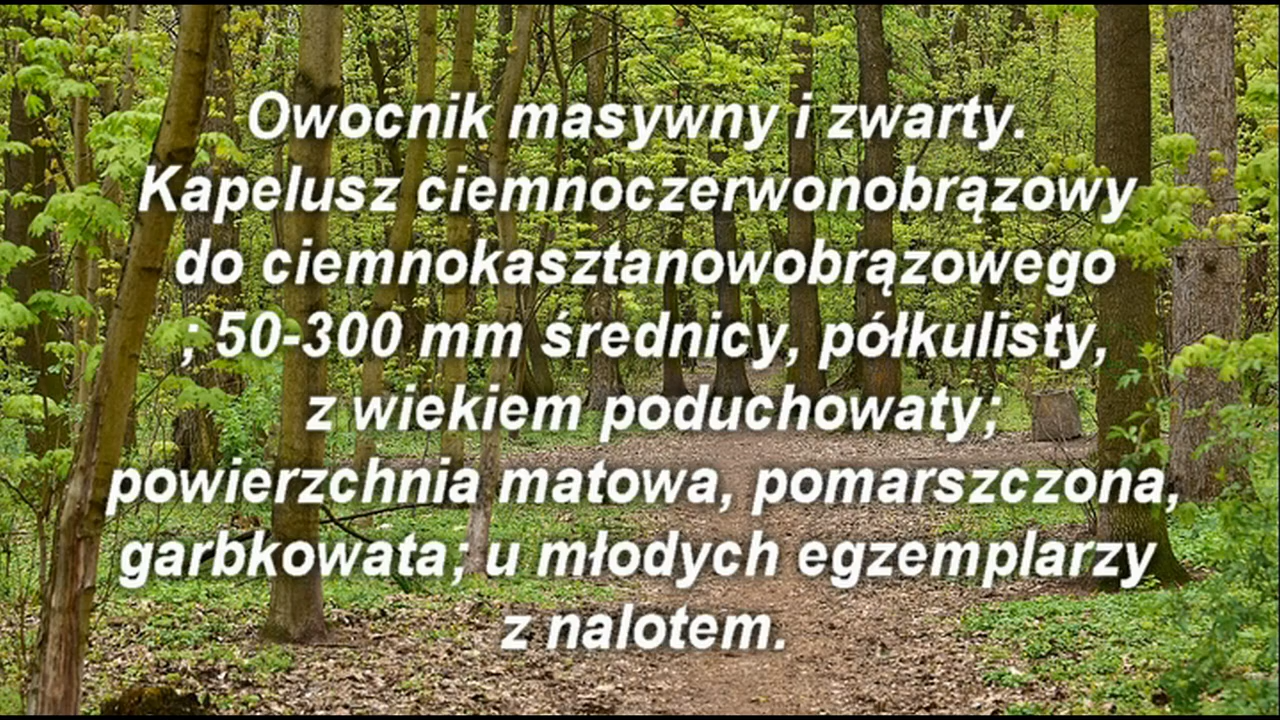 Owocnik masywny i zwarty.
Kapelusz ciemnoczerwonobrązowy
do ciemnokasztanowobrązowego
; 50-300 mm średnicy, półkulisty,
z wiekiem poduchowaty;
powierzchnia matowa, pomarszczona,
garbkowata; u młodych egzemplarzy
z nalotem.